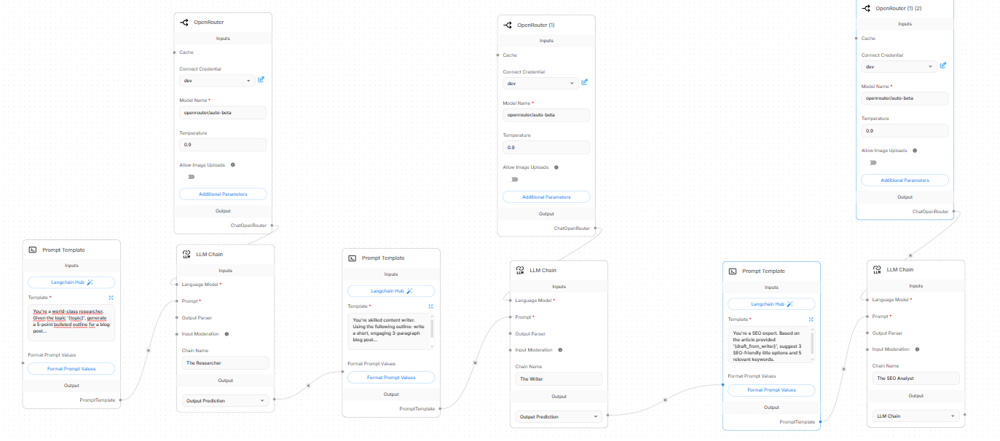 OpenRouter
Inputs
Cache
Connect Credential
dev
Model Name *
openrouter/auto-beta
Temperature
0.9
Allow Image Uploads
Additional Parameters
Output
ChatOpenRouter
OpenRouter (1)
Inputs
Cache
Connect Credential
dev
Model Name *
openrouter/auto-beta
Temperature
0.9
Allow Image Uploads
Additional Parameters
Output
ChatOpenRouter
OpenRouter (1) (2)
Inputs
Cache
Connect Credential
dev
Model Name *
openrouter/auto-beta
Temperature
0.9
Allow Image Uploads
Additional Parameters
Output
ChatOpenRouter
Prompt Template
Inputs
Langchain Hub
Template *
You're a world-class researcher.
Given the topic '{topic}', generate
a 5-point bulleted outline for a blog
post...
Format Prompt Values
Format Prompt Values
Output
PromptTemplate
LLM
LLM Chain
Inputs
Language Model *
Prompt *
Output Parser
Input Moderation
Chain Name
The Researcher
Output
Output Prediction
Prompt Template
Inputs
Langchain Hub
Template *
You're skilled content writer.
Using the following outline: write
a short, engaging 3-paragraph
blog post...
Format Prompt Values
Format Prompt Values
Output
PromptTemplate
LLM
LLM Chain
Inputs
Language Model *
Prompt *
Output Parser
Input Moderation
Chain Name
The Writer
Output
Output Prediction
Prompt Template
Inputs
Langchain Hub
Template *
You're a SEO expert. Based on
the article provided
'{draft_from_writer}', suggest 3
SEO-friendly title options and 5
relevant keywords.
Format Prompt Values
Format Prompt Values
Output
PromptTemplate
LLM
LLM Chain
Inputs
Language Model *
Prompt *
Output Parser
Input Moderation
Chain Name
The SEO Analyst
Output
LLM Chain